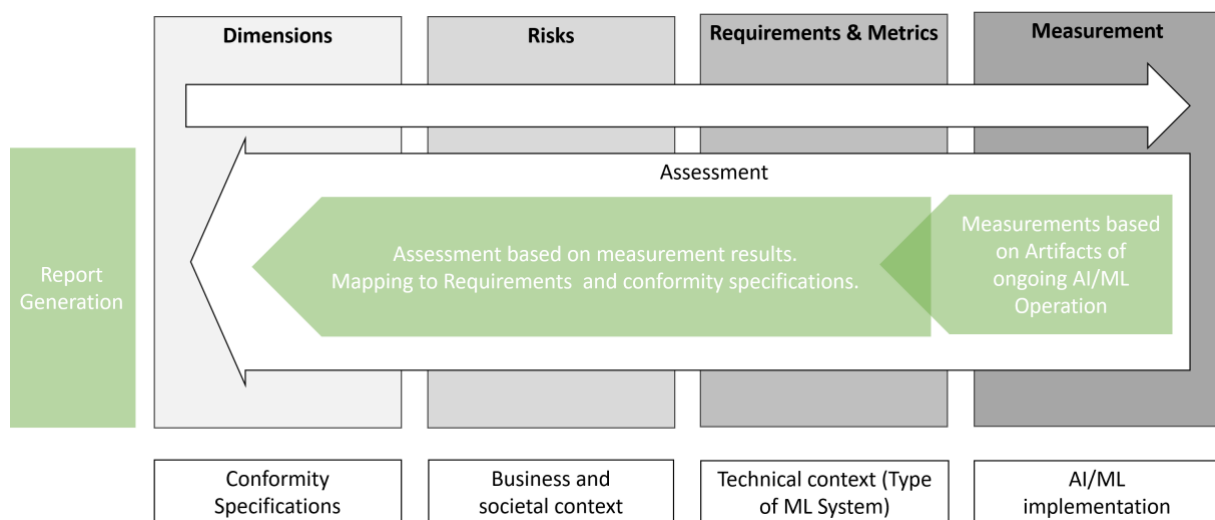 Dimensions
Risks
Requirements & Metrics
Measurement
Assessment
Report
Generation
Assessment based on measurement results.
Mapping to Requirements and conformity specifications.
Measurements based
on Artifacts of
ongoing AI/ML
Operation
Conformity
Specifications
Business and
societal context
Technical context (Type
of ML System)
AI/ML
implementation